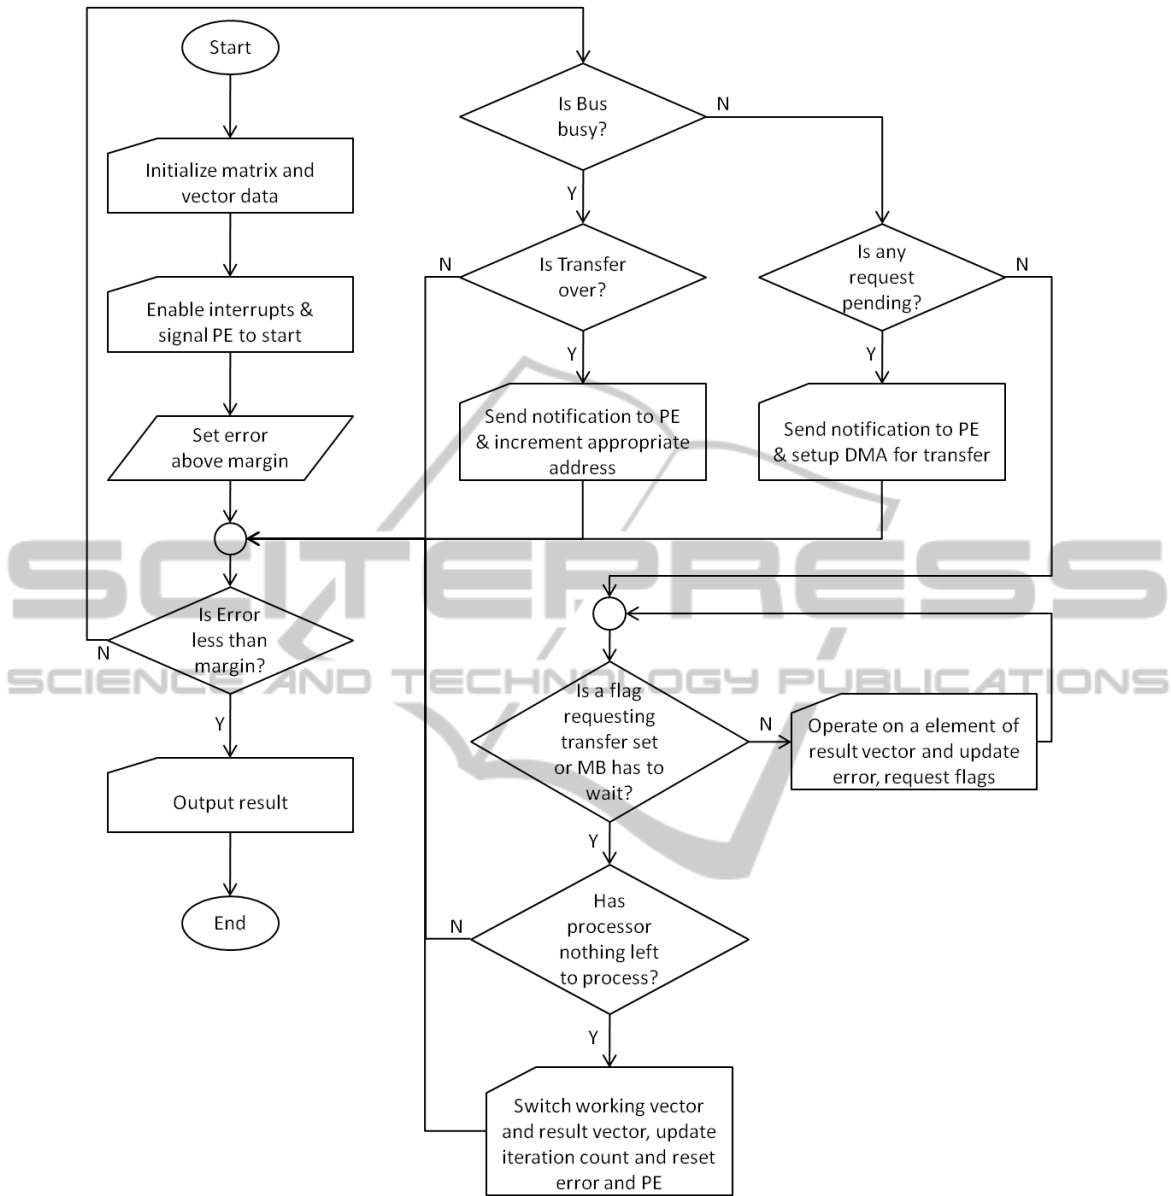 Start
Initialize matrix and
vector data
Enable interrupts &
signal PE to start
Set error
above margin
Is Error
less than
margin?
N
Y
Output result
End
Is Bus
busy?
N
Y
Is Transfer
over?
N
Y
Send notification to PE
& increment appropriate
address
Is any
request
pending?
N
Y
Send notification to PE
& setup DMA for transfer
Is a flag
requesting
transfer set
or MB has to
wait?
N
Operate on a element of
result vector and update
error, request flags
Y
Has
processor
nothing left
to process?
N
Y
Switch working vector
and result vector, update
iteration count and reset
error and PE
SCITEPRESS
SCIENCE AND TECHNOLOGY PUBLICATIONS